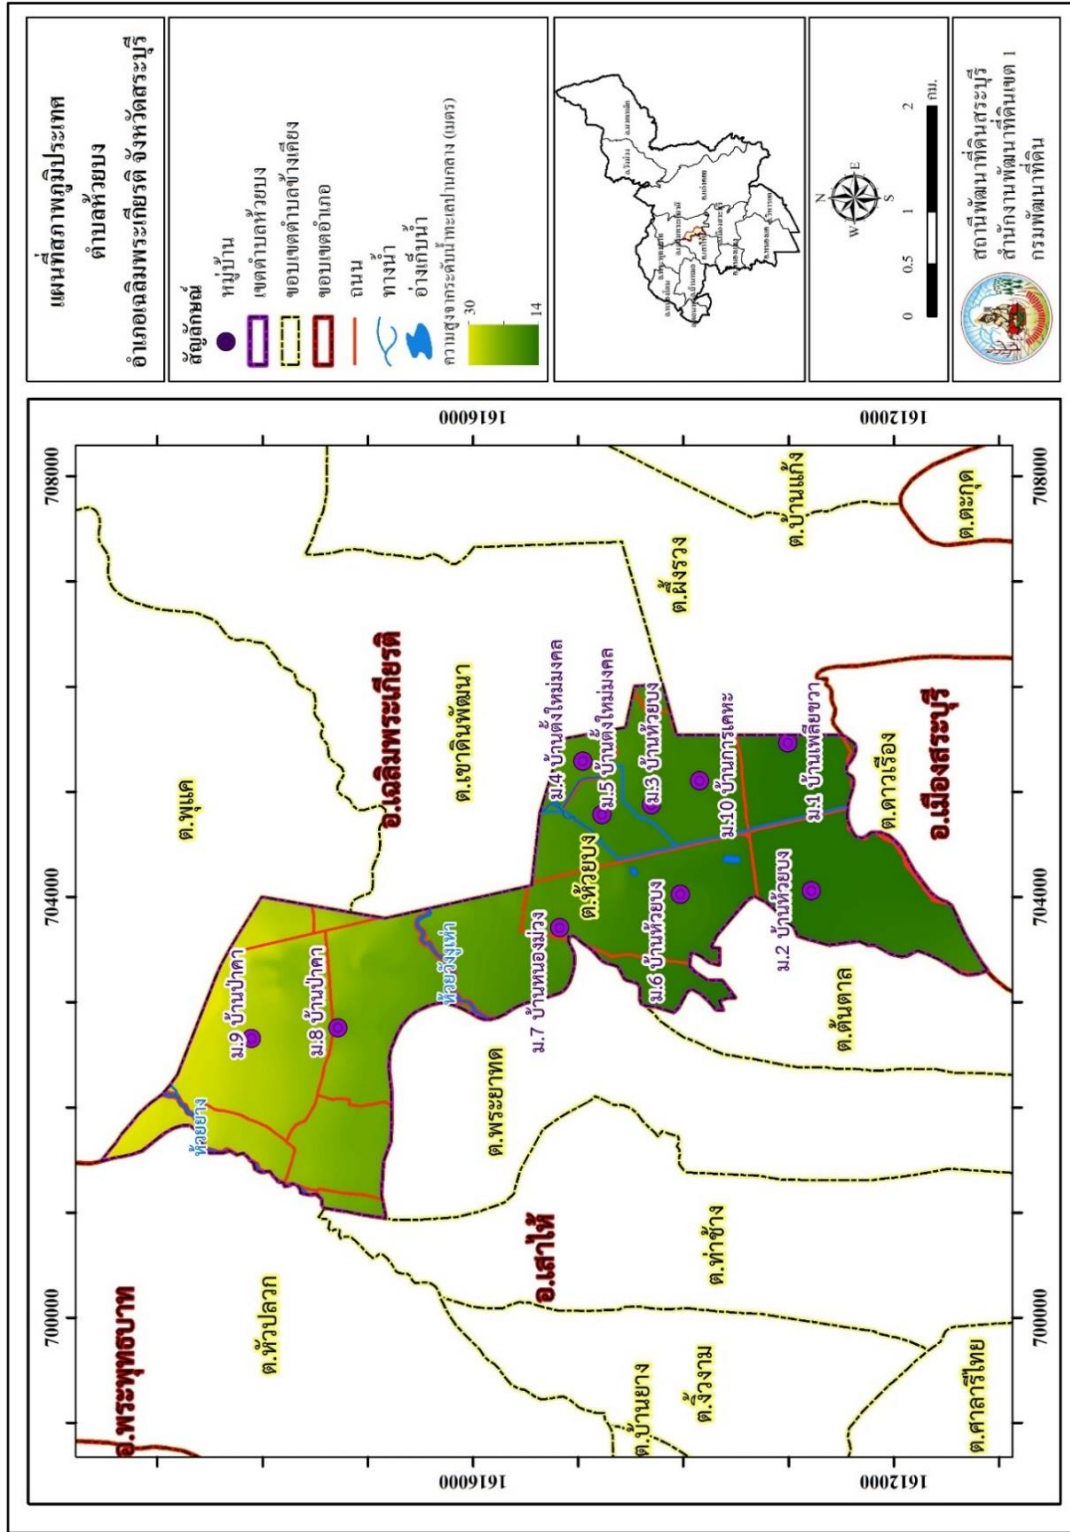 แผนที่สภาพภูมิประเทศ
ตำบลห้วยบง
อำเภอเฉลิมพระเกียรติ จังหวัดสระบุรี
สัญลักษณ์
หมู่บ้าน
เขตตำบลห้วยบง
ขอบเขตตำบลข้างเคียง
ขอบเขตอำเภอ
ถนน
ทางน้ำ
อ่างเก็บน้ำ
ความสูงจากระดับน้ำทะเลปานกลาง (เมตร)
30
14
N
W E
S
0 0.5 1 2
กม.
สถานีพัฒนาที่ดินสระบุรี
สำนักงานพัฒนาที่ดินเขต 1
กรมพัฒนาที่ดิน
700000
704000
708000
1616000
1612000
อ.พระพุทธบาท
ต.หัวปลวก
ต.พุแค
อ.เฉลิมพระเกียรติ
ต.เขาดินพัฒนา
ห้วยยาง
ม.9 บ้านป่าคา
ม.8 บ้านป่าคา
ห้วยวังงูเห่า
ต.พระยาทด
อ.เสาไห้
ม.7 บ้านหนองม่วง
ม.4 บ้านตั้งใหม่มงคล
ต.ห้วยบง
ม.5 บ้านตั้งใหม่มงคล
ม.3 บ้านห้วยบง
ม.6 บ้านห้วยบง
ต.ผึ้งรวง
ม.10 บ้านการเคหะ
ต.บ้านยาง
ต.งิ้วงาม
ต.ท่าช้าง
ม.2 บ้านห้วยบง
ม.1 บ้านเพลียขวา
ต.บ้านแก้ง
ต.ต้นตาล
ต.ดาวเรือง
อ.เมืองสระบุรี
ต.ตะกุด
ต.ศาลารีไทย
1616000
1612000
700000
704000
708000